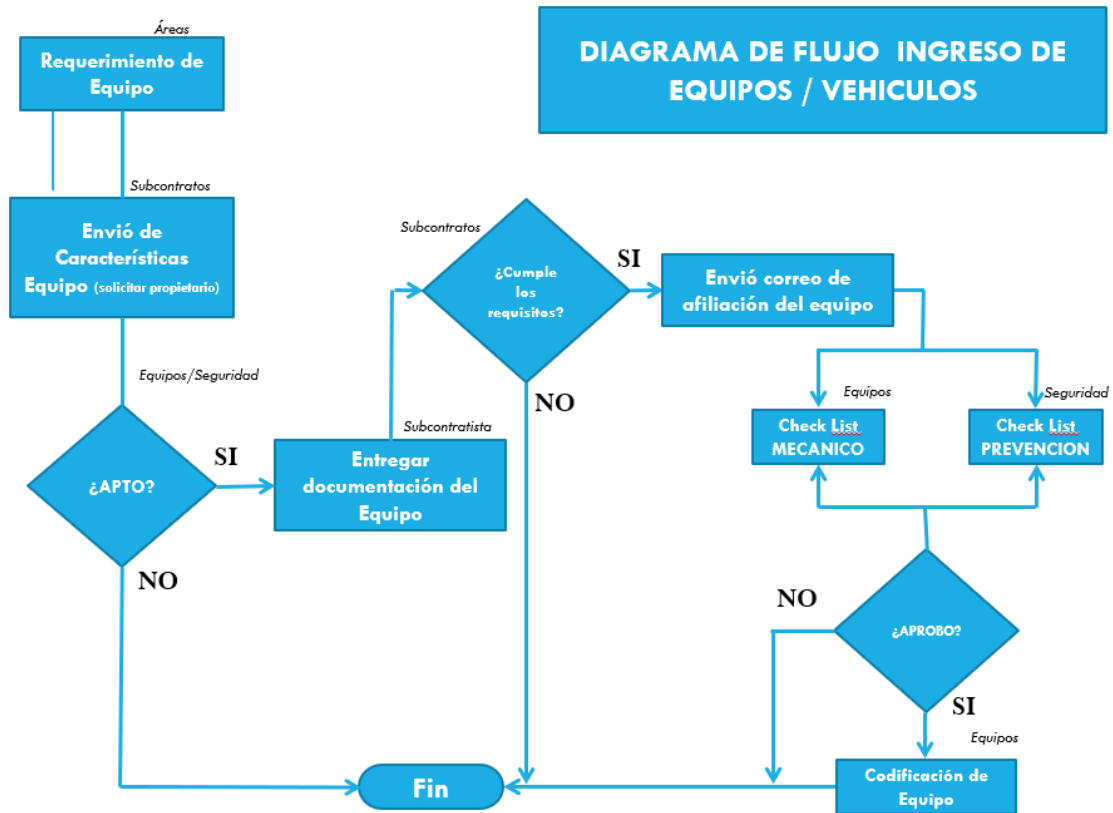 DIAGRAMA DE FLUJO INGRESO DE
EQUIPOS / VEHICULOS
Áreas
Requerimiento de
Equipo
Subcontratos
Envió de
Características
Equipo (solicitar propietario)
Equipos/Seguridad
¿APTO?
SI
NO
Subcontratista
Entregar
documentación del
Equipo
Subcontratos
¿Cumple
los
requisitos?
SI
NO
Envió correo de
afiliación del equipo
Equipos
Check List
MECANICO
Seguridad
Check List
PREVENCION
¿APROBO?
NO
SI
Equipos
Codificación de
Equipo
Fin